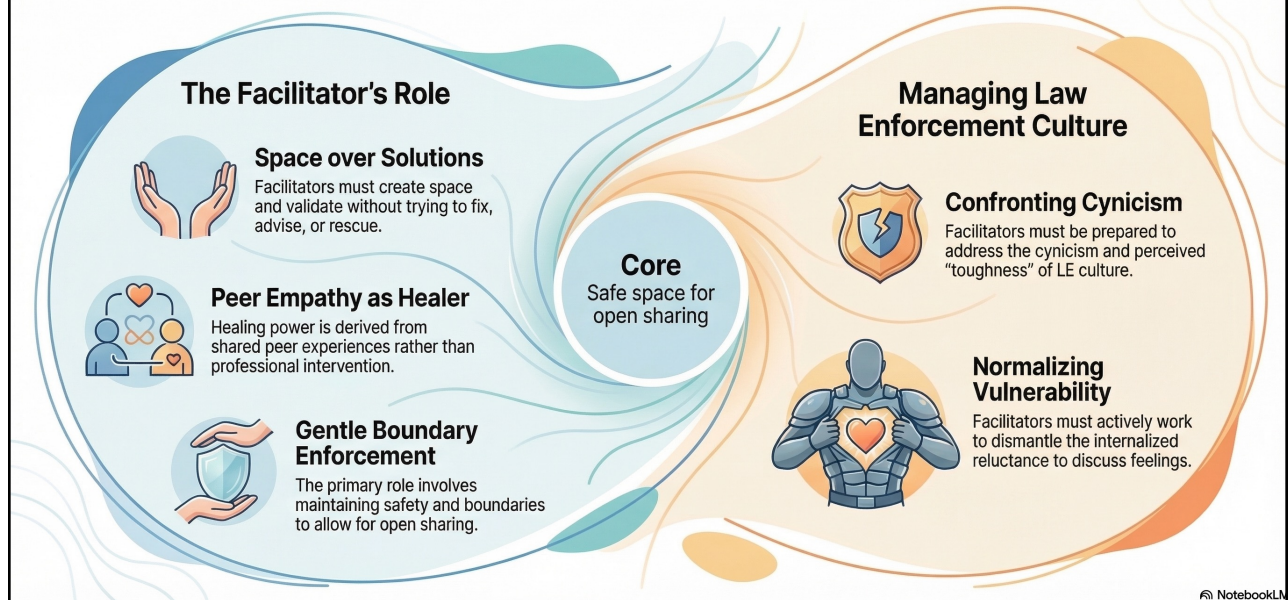 The Facilitator's Role
Space over Solutions
Facilitators must create space
and validate without trying to fix,
advise, or rescue.
Peer Empathy as Healer
Healing power is derived from
shared peer experiences rather than
professional intervention.
Gentle Boundary
Enforcement
The primary role involves
maintaining safety and boundaries
to allow for open sharing.
Core
Safe space for
open sharing
Managing Law
Enforcement Culture
Confronting Cynicism
Facilitators must be prepared to
address the cynicism and perceived
“toughness” of LE culture.
Normalizing
Vulnerability
Facilitators must actively work
to dismantle the internalized
reluctance to discuss feelings.
NotebookLM